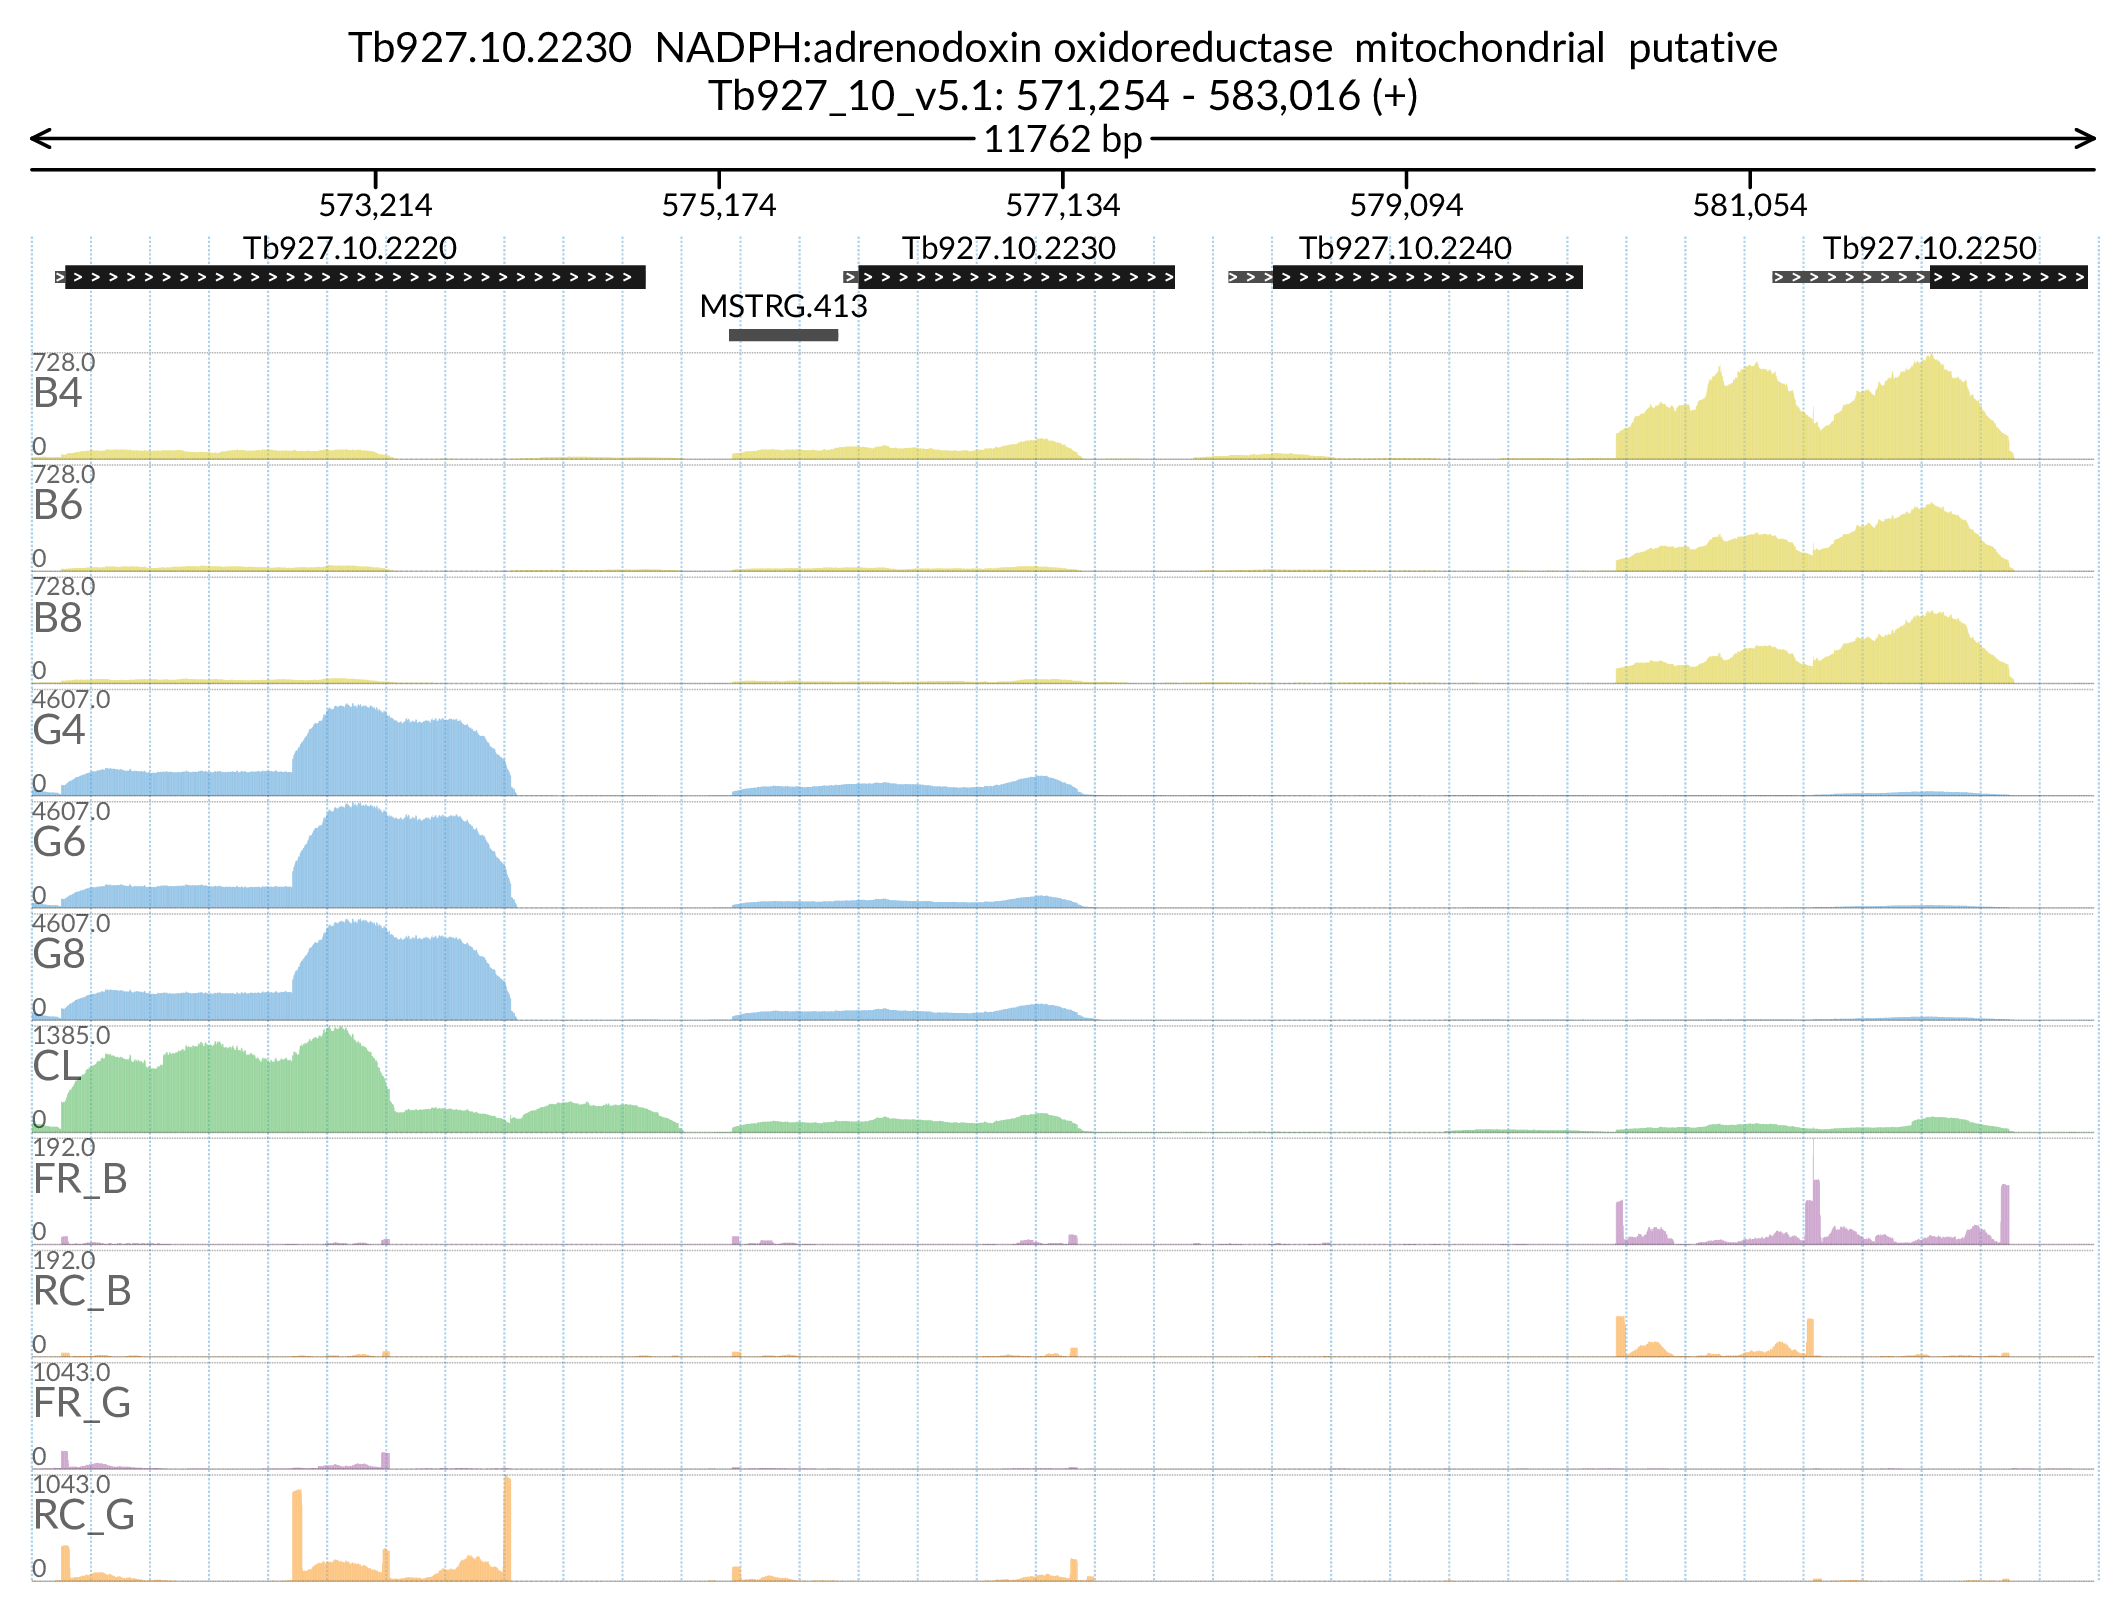 Tb927.10.2230  NADPH:adrenodoxin oxidoreductase  mitochondrial  putative
Tb927_10_v5.1: 571,254 - 583,016 (+)
11762 bp
573,214 575,174 577,134 579,094 581,054
Tb927.10.2220 Tb927.10.2230 Tb927.10.2240 Tb927.10.2250
MSTRG.413
728.0
B4
0
728.0
B6
0
728.0
B8
0
4607.0
G4
0
4607.0
G6
0
4607.0
G8
0
1385.0
CL
0
192.0
FR_B
0
192.0
RC_B
0
1043.0
FR_G
0
1043.0
RC_G
0